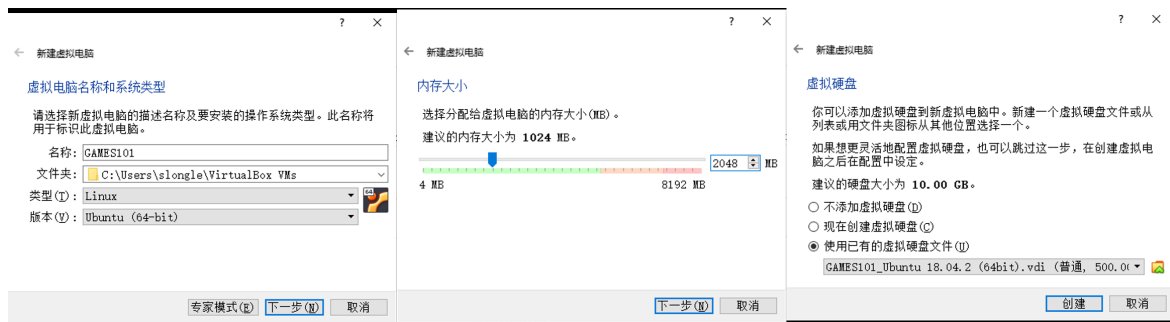 新建虚拟电脑
虚拟电脑名称和系统类型
请选择新虚拟电脑的描述名称及要安装的操作系统类型。此名称将
用于标识此虚拟电脑。
名称: GAMES101
文件夹: C:\Users\slongle\VirtualBox VMs
类型(T): Linux
版本(V): Ubuntu (64-bit)
64
专家模式(E) 下一步(N) 取消
新建虚拟电脑
内存大小
选择分配给虚拟电脑的内存大小(MB)。
建议的内存大小为 1024 MB。
2048 MB
4 MB 8192 MB
下一步(N) 取消
新建虚拟电脑
虚拟硬盘
你可以添加虚拟硬盘到新虚拟电脑中。新建一个虚拟硬盘文件或从
列表或用文件夹图标从其他位置选择一个。
如果想更灵活地配置虚拟硬盘，也可以跳过这一步，在创建虚拟电
脑之后在配置中设定。
建议的硬盘大小为 10.00 GB。
不添加虚拟硬盘(D)
现在创建虚拟硬盘(C)
使用已有的虚拟硬盘文件(U)
GAMES101_Ubuntu 18.04.2 (64bit).vdi (普通, 500.0
创建 取消